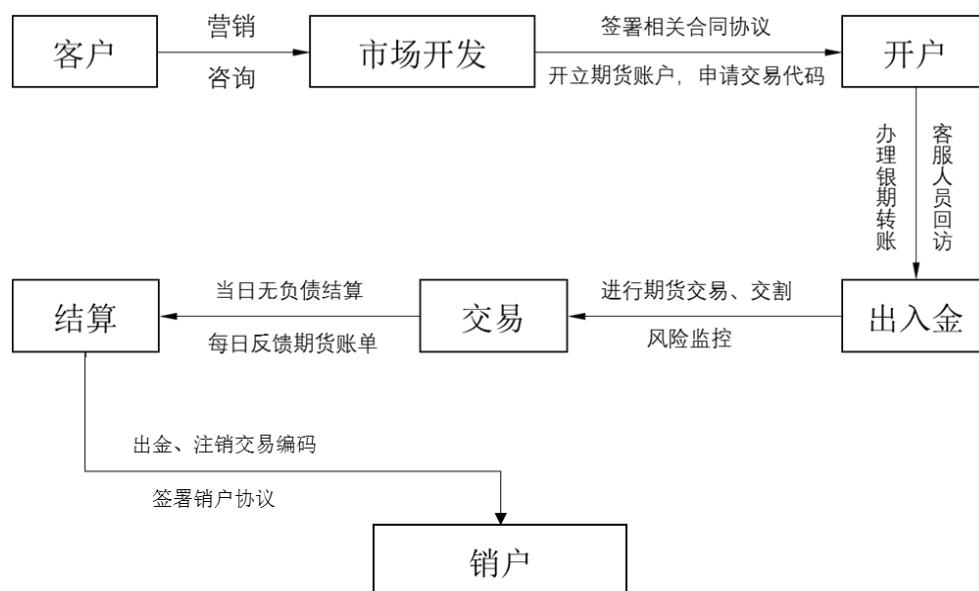 客户
营销
咨询
市场开发
签署相关合同协议
开立期货账户，申请交易代码
开户
办理银期转账
客服人员回访
出入金
进行期货交易、交割
风险监控
交易
当日无负债结算
每日反馈期货账单
结算
出金、注销交易编码
签署销户协议
销户